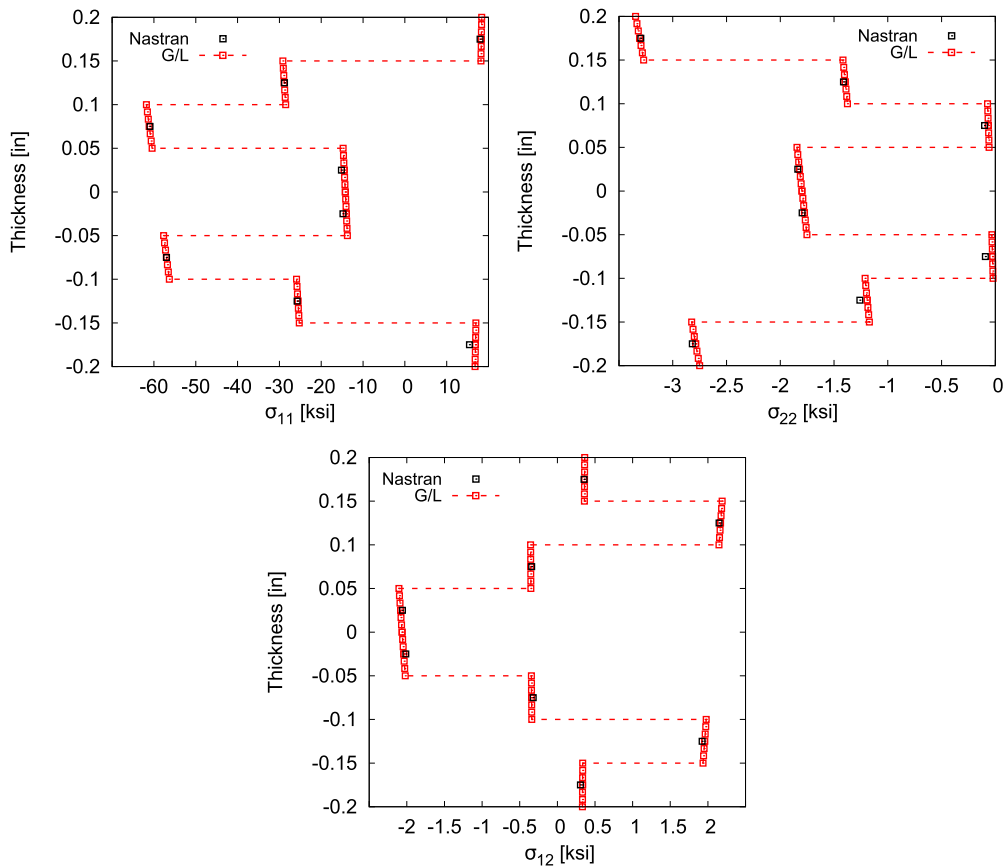 Nastran
G/L
0.2
0.15
0.1
0.05
0
-0.05
-0.1
-0.15
-0.2
Thickness [in]
-60 -50 -40 -30 -20 -10 0 10
σ11 [ksi]
Nastran
G/L
0.2
0.15
0.1
0.05
0
-0.05
-0.1
-0.15
-0.2
Thickness [in]
-3 -2.5 -2 -1.5 -1 -0.5 0
σ22 [ksi]
Nastran
G/L
0.2
0.15
0.1
0.05
0
-0.05
-0.1
-0.15
-0.2
Thickness [in]
-2 -1.5 -1 -0.5 0 0.5 1 1.5 2
σ12 [ksi]